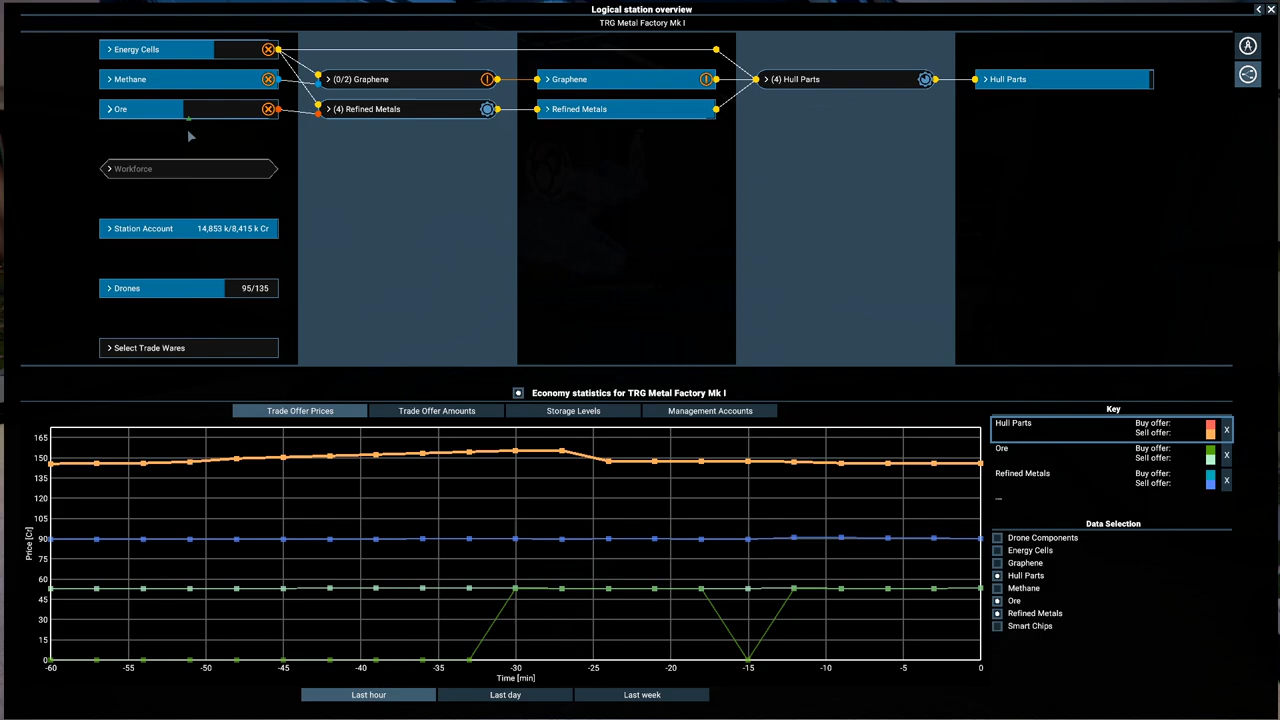 Logical station overview
TRG Metal Factory Mk I
Energy Cells
Methane
(0/2) Graphene
Graphene
(4) Hull Parts
Hull Parts
Ore
(4) Refined Metals
Refined Metals
Workforce
Station Account 14,853 k/8,415 k Cr
Drones 95/135
Select Trade Wares
Economy statistics for TRG Metal Factory Mk I
Trade Offer Prices
Trade Offer Amounts
Storage Levels
Management Accounts
Key
Hull Parts Buy offer:
Sell offer:
X
Ore Buy offer:
Sell offer:
X
Refined Metals Buy offer:
Sell offer:
X
Data Selection
Drone Components
Energy Cells
Graphene
Hull Parts
Methane
Ore
Refined Metals
Smart Chips
Price [Cr]
165
150
135
120
105
90
75
60
45
30
15
0
-60 -55 -50 -45 -40 -35 -30 -25 -20 -15 -10 -5 0
Time [min]
Last hour
Last day
Last week